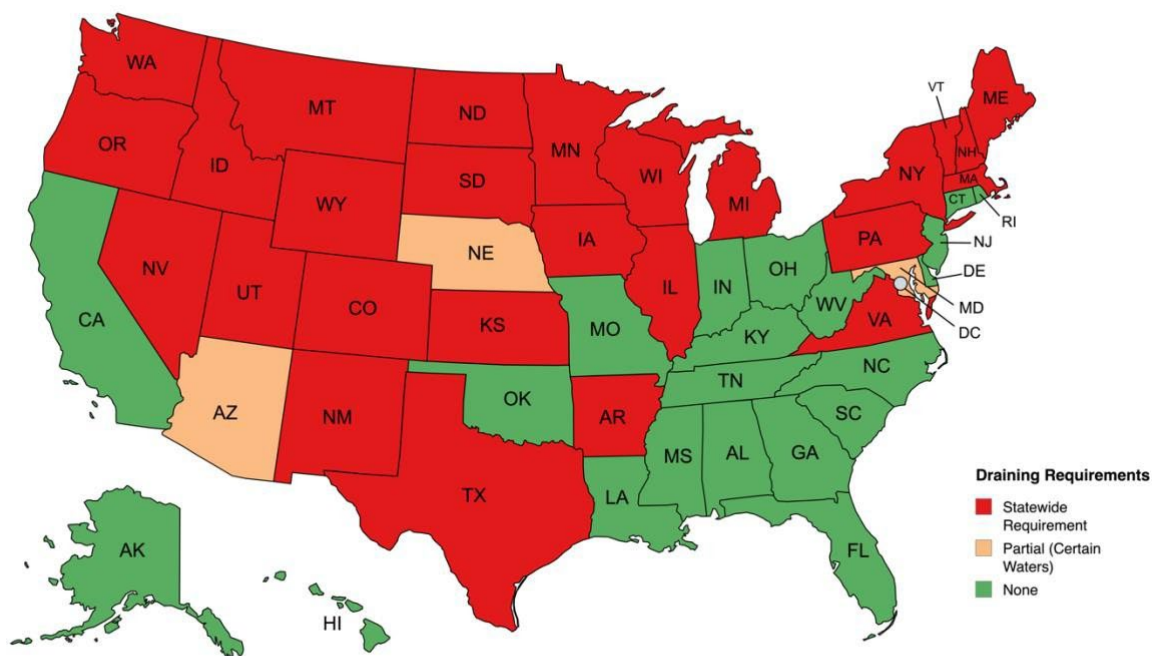 WA
MT
ND
MN
VT
ME
OR
ID
SD
WI
MI
NY
NH
MA
CT
RI
WY
IA
PA
NJ
NE
NV
UT
CO
IL
IN
OH
DE
CA
KS
MO
WV
VA
MD
DC
KY
AZ
NM
OK
AR
TN
NC
SC
TX
LA
MS
AL
GA
FL
AK
HI
Draining Requirements
Statewide
Requirement
Partial (Certain
Waters)
None